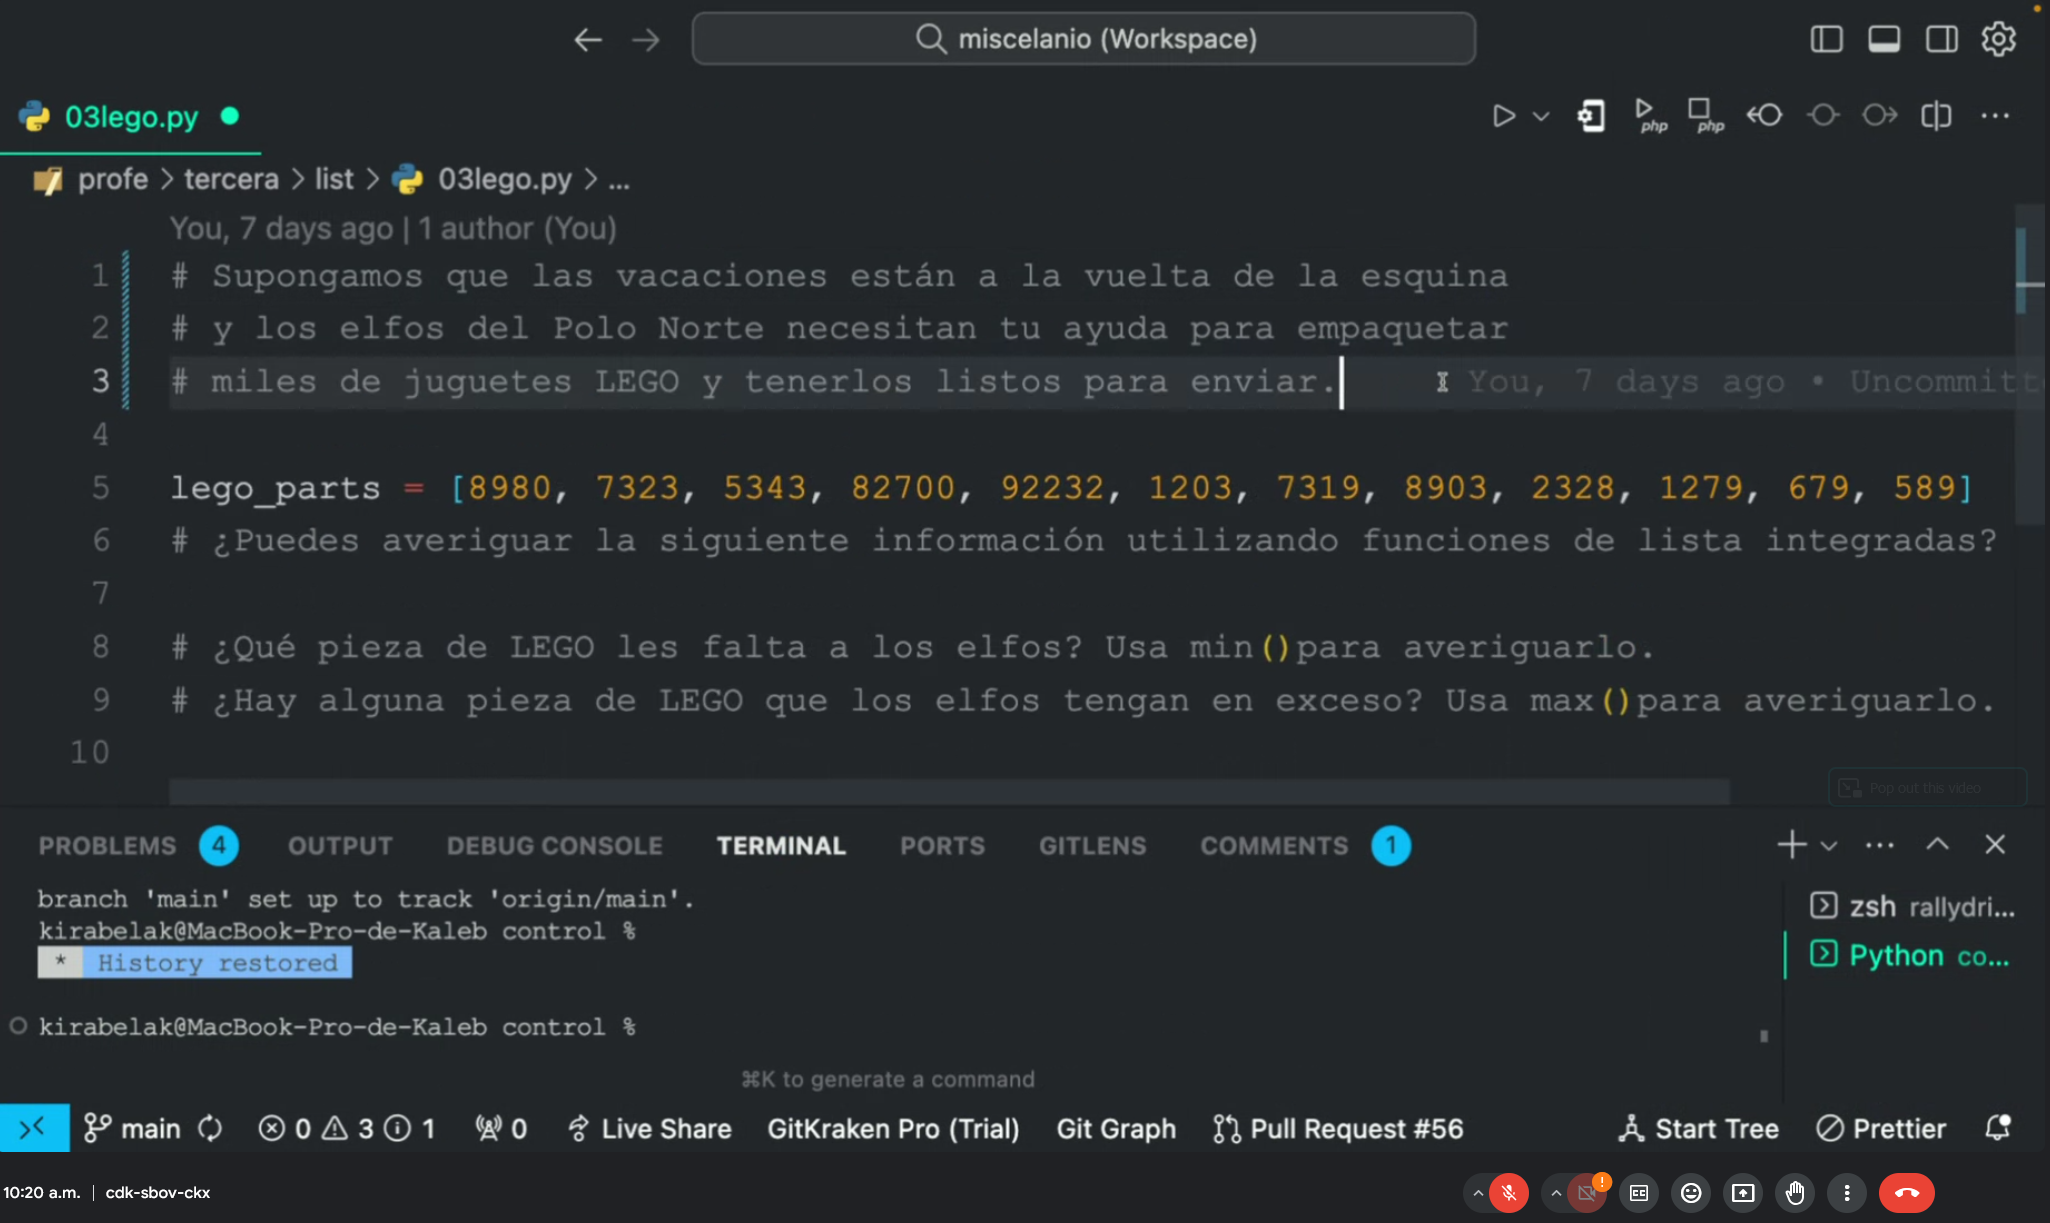 miscelanio (Workspace)
03lego.py
php
php
profe > tercera > list > 03lego.py > ...
You, 7 days ago | 1 author (You)
1 # Supongamos que las vacaciones están a la vuelta de la esquina
2 # y los elfos del Polo Norte necesitan tu ayuda para empaquetar
3 # miles de juguetes LEGO y tenerlos listos para enviar. You, 7 days ago • Uncommitte
4
5 lego_parts = [8980, 7323, 5343, 82700, 92232, 1203, 7319, 8903, 2328, 1279, 679, 589]
6 # ¿Puedes averiguar la siguiente información utilizando funciones de lista integradas?
7
8 # ¿Qué pieza de LEGO les falta a los elfos? Usa min()para averiguarlo.
9 # ¿Hay alguna pieza de LEGO que los elfos tengan en exceso? Usa max()para averiguarlo.
10
Pop out this video
PROBLEMS 4 OUTPUT DEBUG CONSOLE TERMINAL PORTS GITLENS COMMENTS 1
branch 'main' set up to track 'origin/main'.
kirabelak@MacBook-Pro-de-Kaleb control %
* History restored
kirabelak@MacBook-Pro-de-Kaleb control %
zsh rallydri...
Python co...
⌘K to generate a command
main 0 3 1 0 Live Share GitKraken Pro (Trial) Git Graph Pull Request #56 Start Tree Prettier
10:20 a.m. | cdk-sbov-ckx